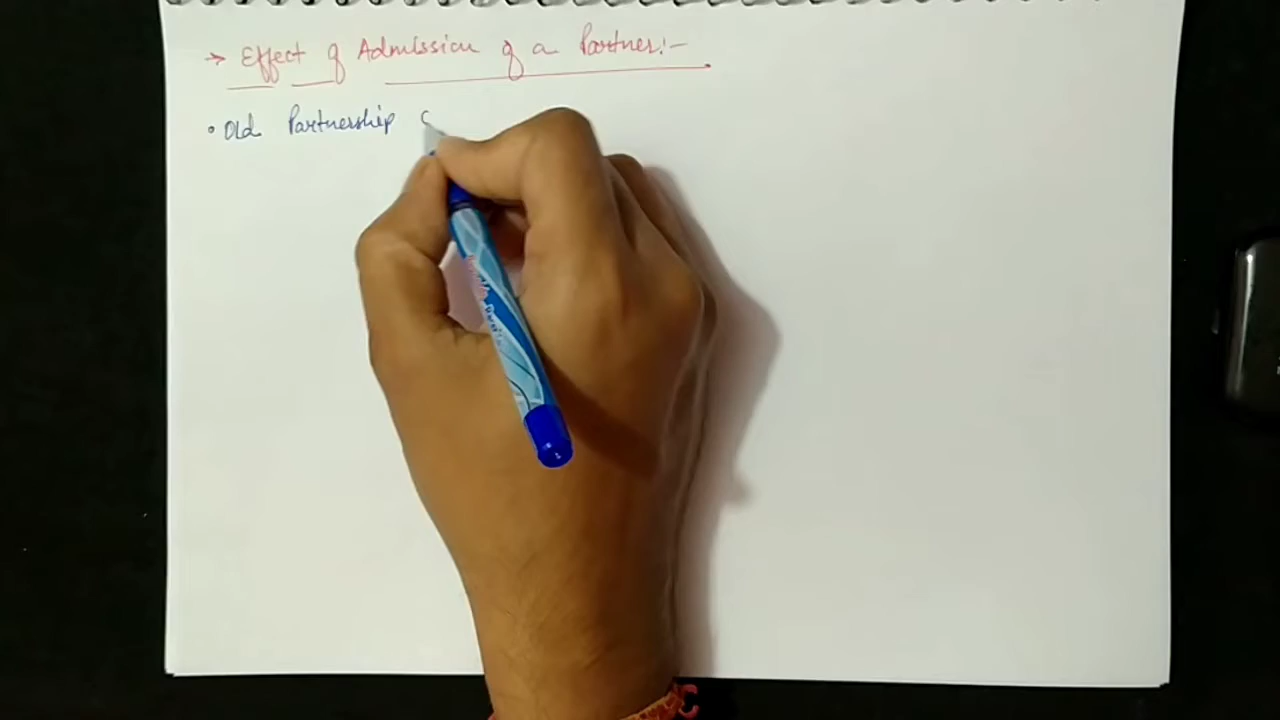 → Effect of Admission of a Partner:-
• Old Partnership